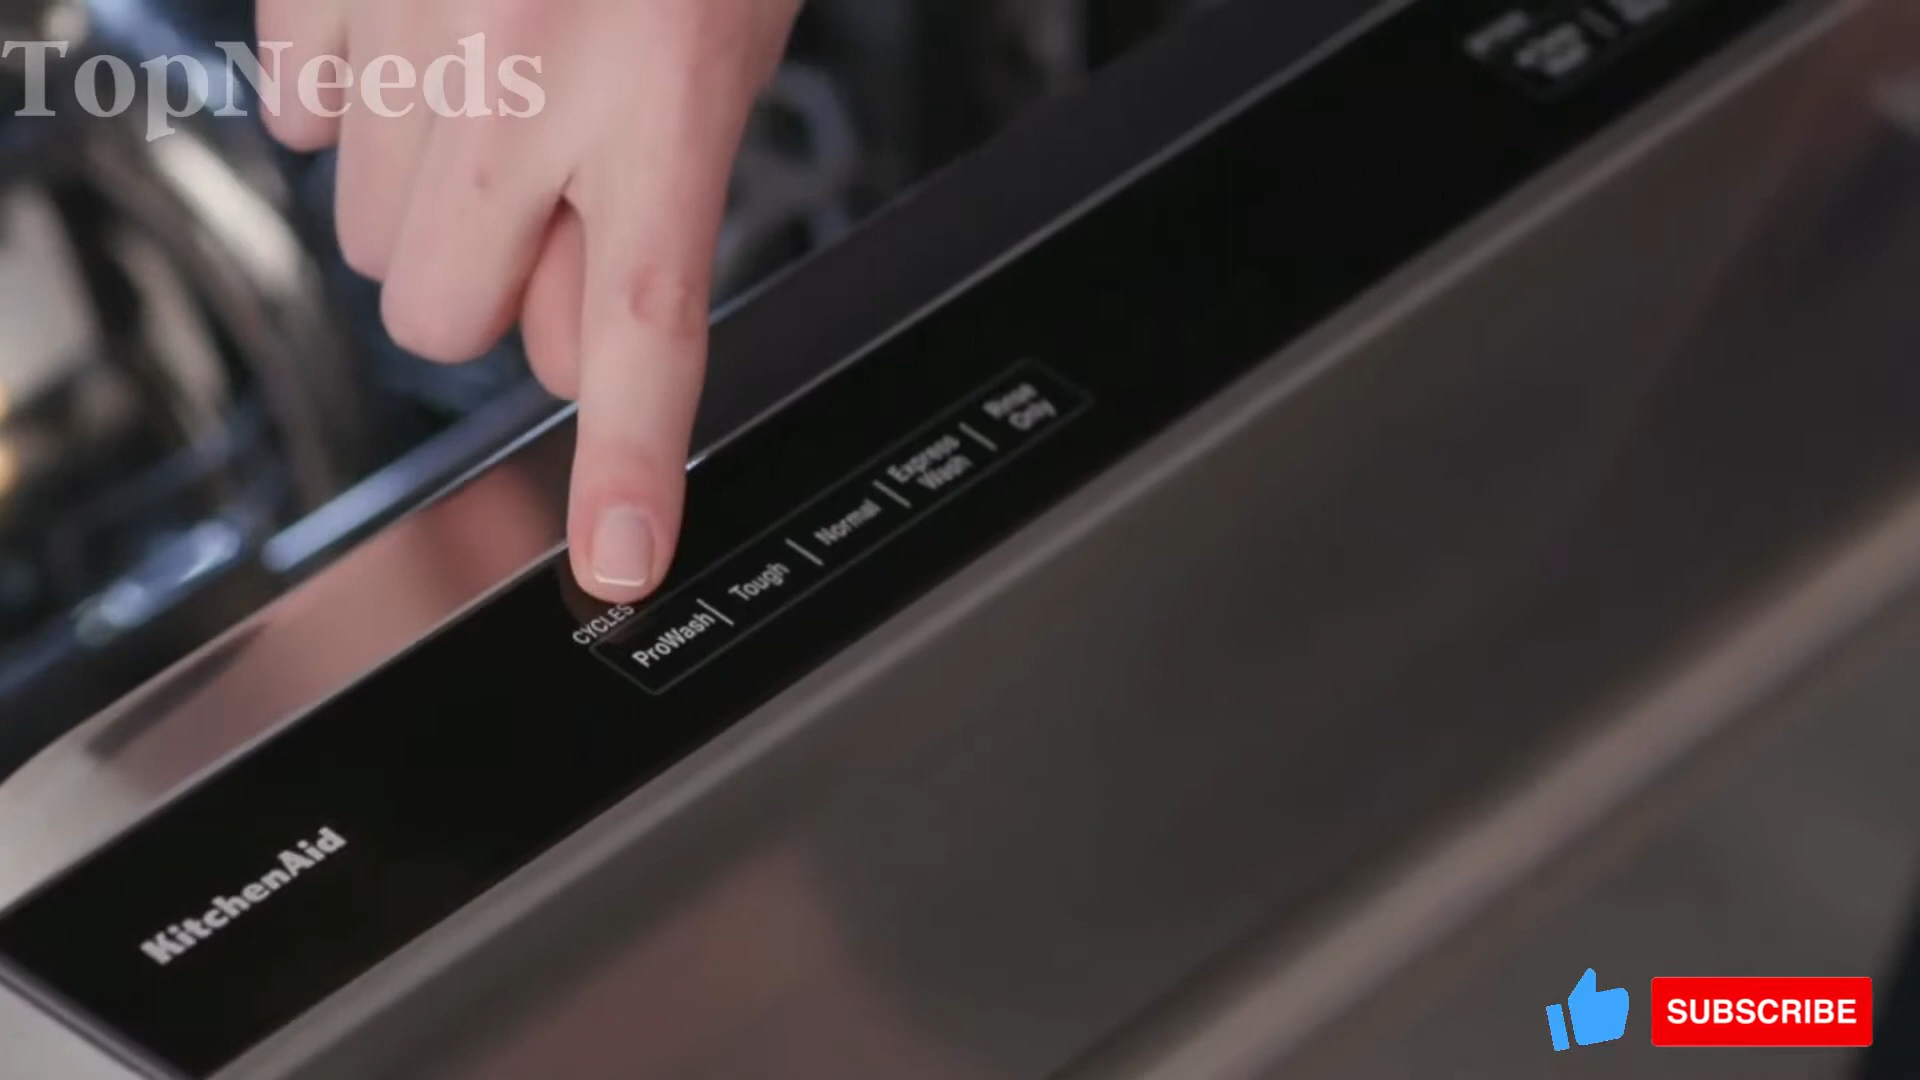 TopNeeds
CYCLES
ProWash | Tough | Normal | Express Wash | Rinse Only
KitchenAid
SUBSCRIBE